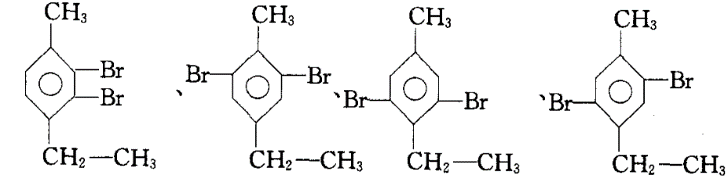 CH₃ CH₃ CH₃ CH₃
Br Br Br Br
Br 、 、 Br Br 、 Br
CH₂—CH₃ CH₂—CH₃ CH₂—CH₃ CH₂—CH₃